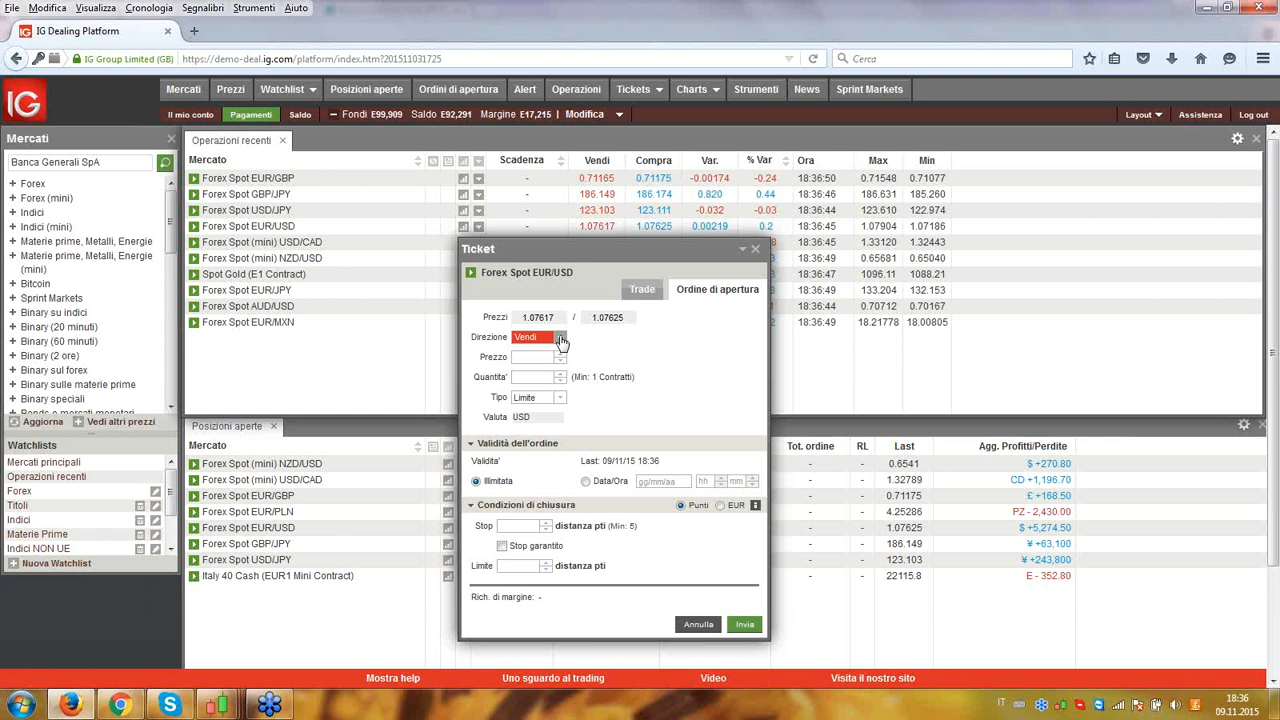 File Modifica Visualizza Cronologia Segnalibri Strumenti Aiuto
IG IG Dealing Platform
IG Group Limited (GB) https://demo-deal.ig.com/platform/index.htm?201511031725 Cerca
IG Mercati Prezzi Watchlist Posizioni aperte Ordini di apertura Alert Operazioni Tickets Charts Strumenti News Sprint Markets
Il mio conto Pagamenti Saldo Fondi E99,909 Saldo E92,291 Margine E17,215 Modifica Layout Assistenza Log out
Mercati
Banca Generali SpA
Forex
Forex (mini)
Indici
Indici (mini)
Materie prime, Metalli, Energie
Materie prime, Metalli, Energie
(mini)
Bitcoin
Sprint Markets
Binary su indici
Binary (20 minuti)
Binary (60 minuti)
Binary (2 ore)
Binary sul forex
Binary sulle materie prime
Binary speciali
Aggiorna Vedi altri prezzi
Watchlists
Mercati principali
Operazioni recenti
Forex
Titoli
Indici
Materie Prime
Indici NON UE
Nuova Watchlist
Operazioni recenti
Mercato Scadenza Vendi Compra Var. % Var Ora Max Min
Forex Spot EUR/GBP - 0.71165 0.71175 -0.00174 -0.24 18:36:50 0.71548 0.71077
Forex Spot GBP/JPY - 186.149 186.174 0.820 0.44 18:36:46 186.631 185.260
Forex Spot USD/JPY - 123.103 123.111 -0.032 -0.03 18:36:44 123.610 122.974
Forex Spot EUR/USD - 1.07617 1.07625 0.00219 0.2 18:36:45 1.07904 1.07186
Forex Spot (mini) USD/CAD 18:36:45 1.33120 1.32443
Forex Spot (mini) NZD/USD 18:36:45 0.65681 0.65040
Spot Gold (E1 Contract) 18:36:47 1096.11 1088.21
Forex Spot EUR/JPY 18:36:45 133.204 132.153
Forex Spot AUD/USD 18:36:44 0.70712 0.70167
Forex Spot EUR/MXN 18:36:49 18.21778 18.00805
Ticket
Forex Spot EUR/USD
Trade Ordine di apertura
Prezzi 1.07617 / 1.07625
Direzione Vendi
Prezzo
Quantita' (Min: 1 Contratti)
Tipo Limite
Valuta USD
Validità dell'ordine
Validita' Last: 09/11/15 18:36
Illimitata Data/Ora gg/mm/aa hh mm
Condizioni di chiusura Punti EUR
Stop distanza pti (Min: 5)
Stop garantito
Limite distanza pti
Rich. di margine: -
Annulla Invia
Posizioni aperte
Mercato Tot. ordine RL Last Agg. Profitti/Perdite
Forex Spot (mini) NZD/USD - - 0.6541 $ +270.80
Forex Spot (mini) USD/CAD - - 1.32789 CD +1,196.70
Forex Spot EUR/GBP - - 0.71175 £ +168.50
Forex Spot EUR/PLN - - 4.25286 PZ - 2,430.00
Forex Spot EUR/USD - - 1.07625 $ +5,274.50
Forex Spot GBP/JPY - - 186.149 ¥ +63,100
Forex Spot USD/JPY - - 123.103 ¥ +243,800
Italy 40 Cash (EUR1 Mini Contract) - - 22115.8 E - 352.80
Mostra help Uno sguardo al trading Video Visita il nostro sito
IT 18:36
09.11.2015